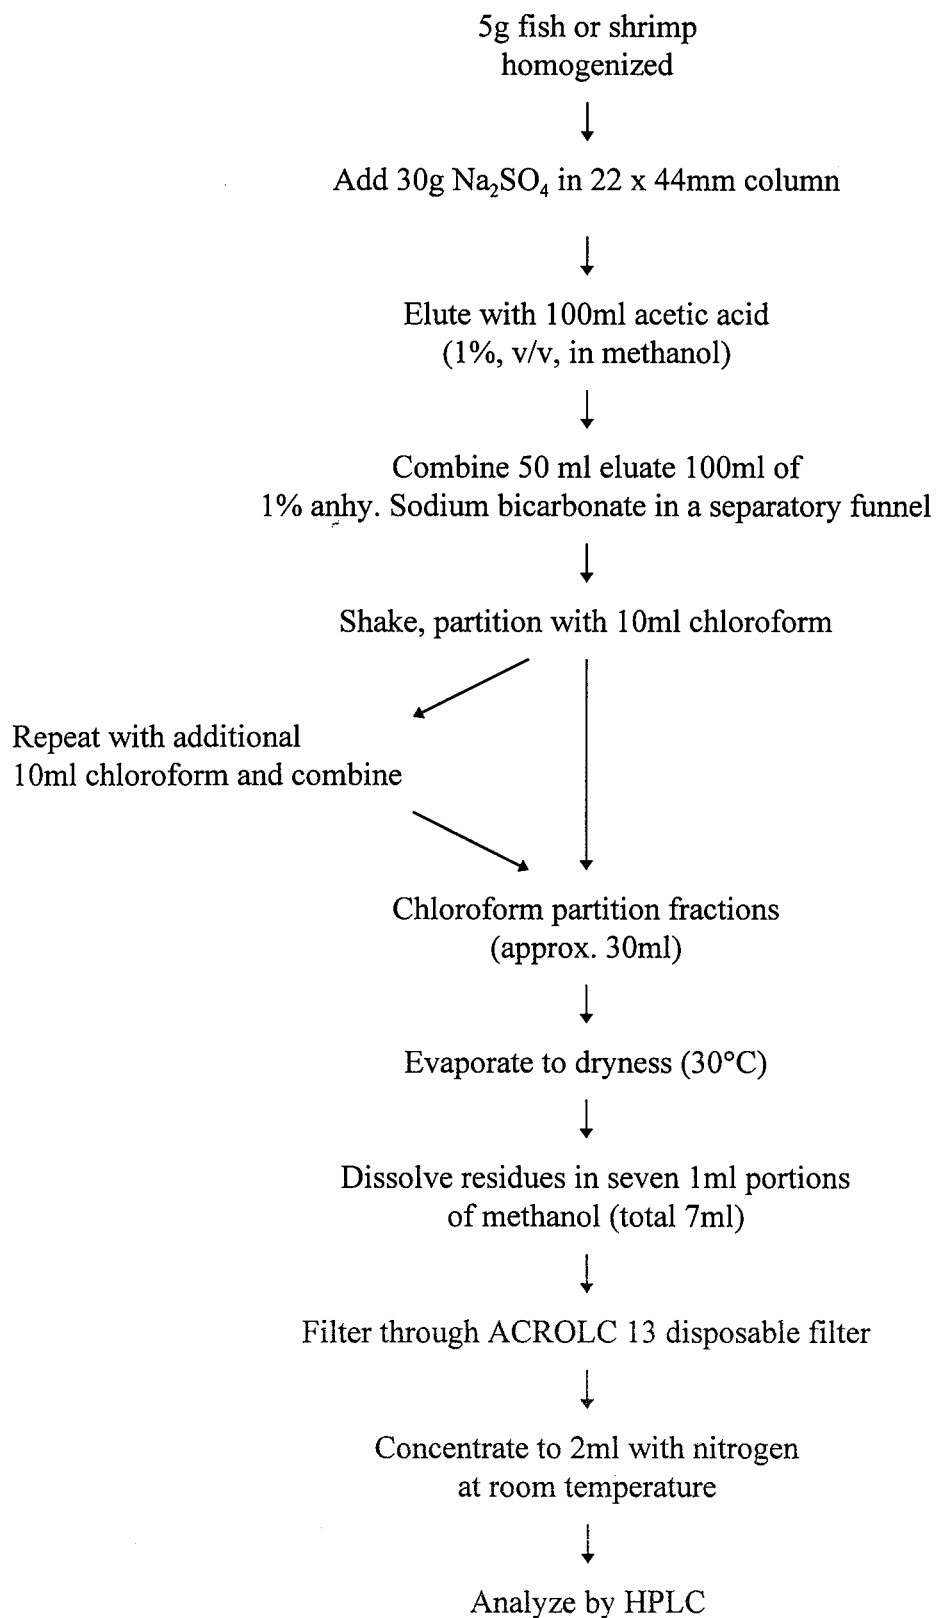 5g fish or shrimp
homogenized
Add 30g Na₂SO₄ in 22 x 44mm column
Elute with 100ml acetic acid
(1%, v/v, in methanol)
Combine 50 ml eluate 100ml of
1% anhy. Sodium bicarbonate in a separatory funnel
Shake, partition with 10ml chloroform
Repeat with additional
10ml chloroform and combine
Chloroform partition fractions
(approx. 30ml)
Evaporate to dryness (30°C)
Dissolve residues in seven 1ml portions
of methanol (total 7ml)
Filter through ACROLC 13 disposable filter
Concentrate to 2ml with nitrogen
at room temperature
Analyze by HPLC